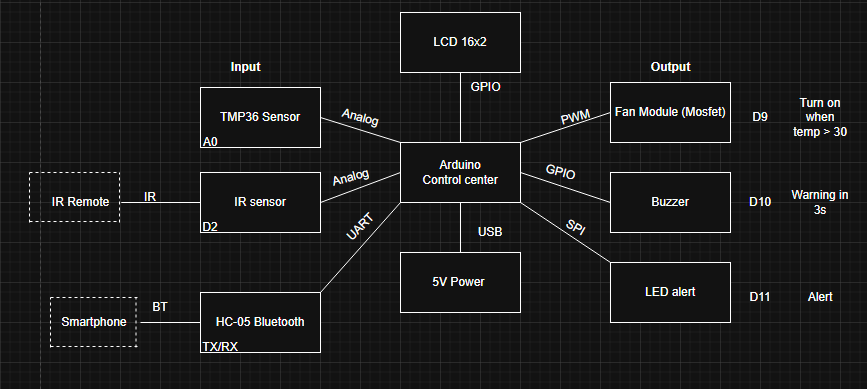 LCD 16x2
Input
Output
GPIO
TMP36 Sensor
A0
Analog
PWM
Fan Module (Mosfet)
D9
Turn on
when
temp > 30
Arduino
Control center
IR Remote
IR
IR sensor
D2
Analog
GPIO
Buzzer
D10
Warning in
3s
UART
USB
SPI
5V Power
LED alert
D11
Alert
Smartphone
BT
HC-05 Bluetooth
TX/RX